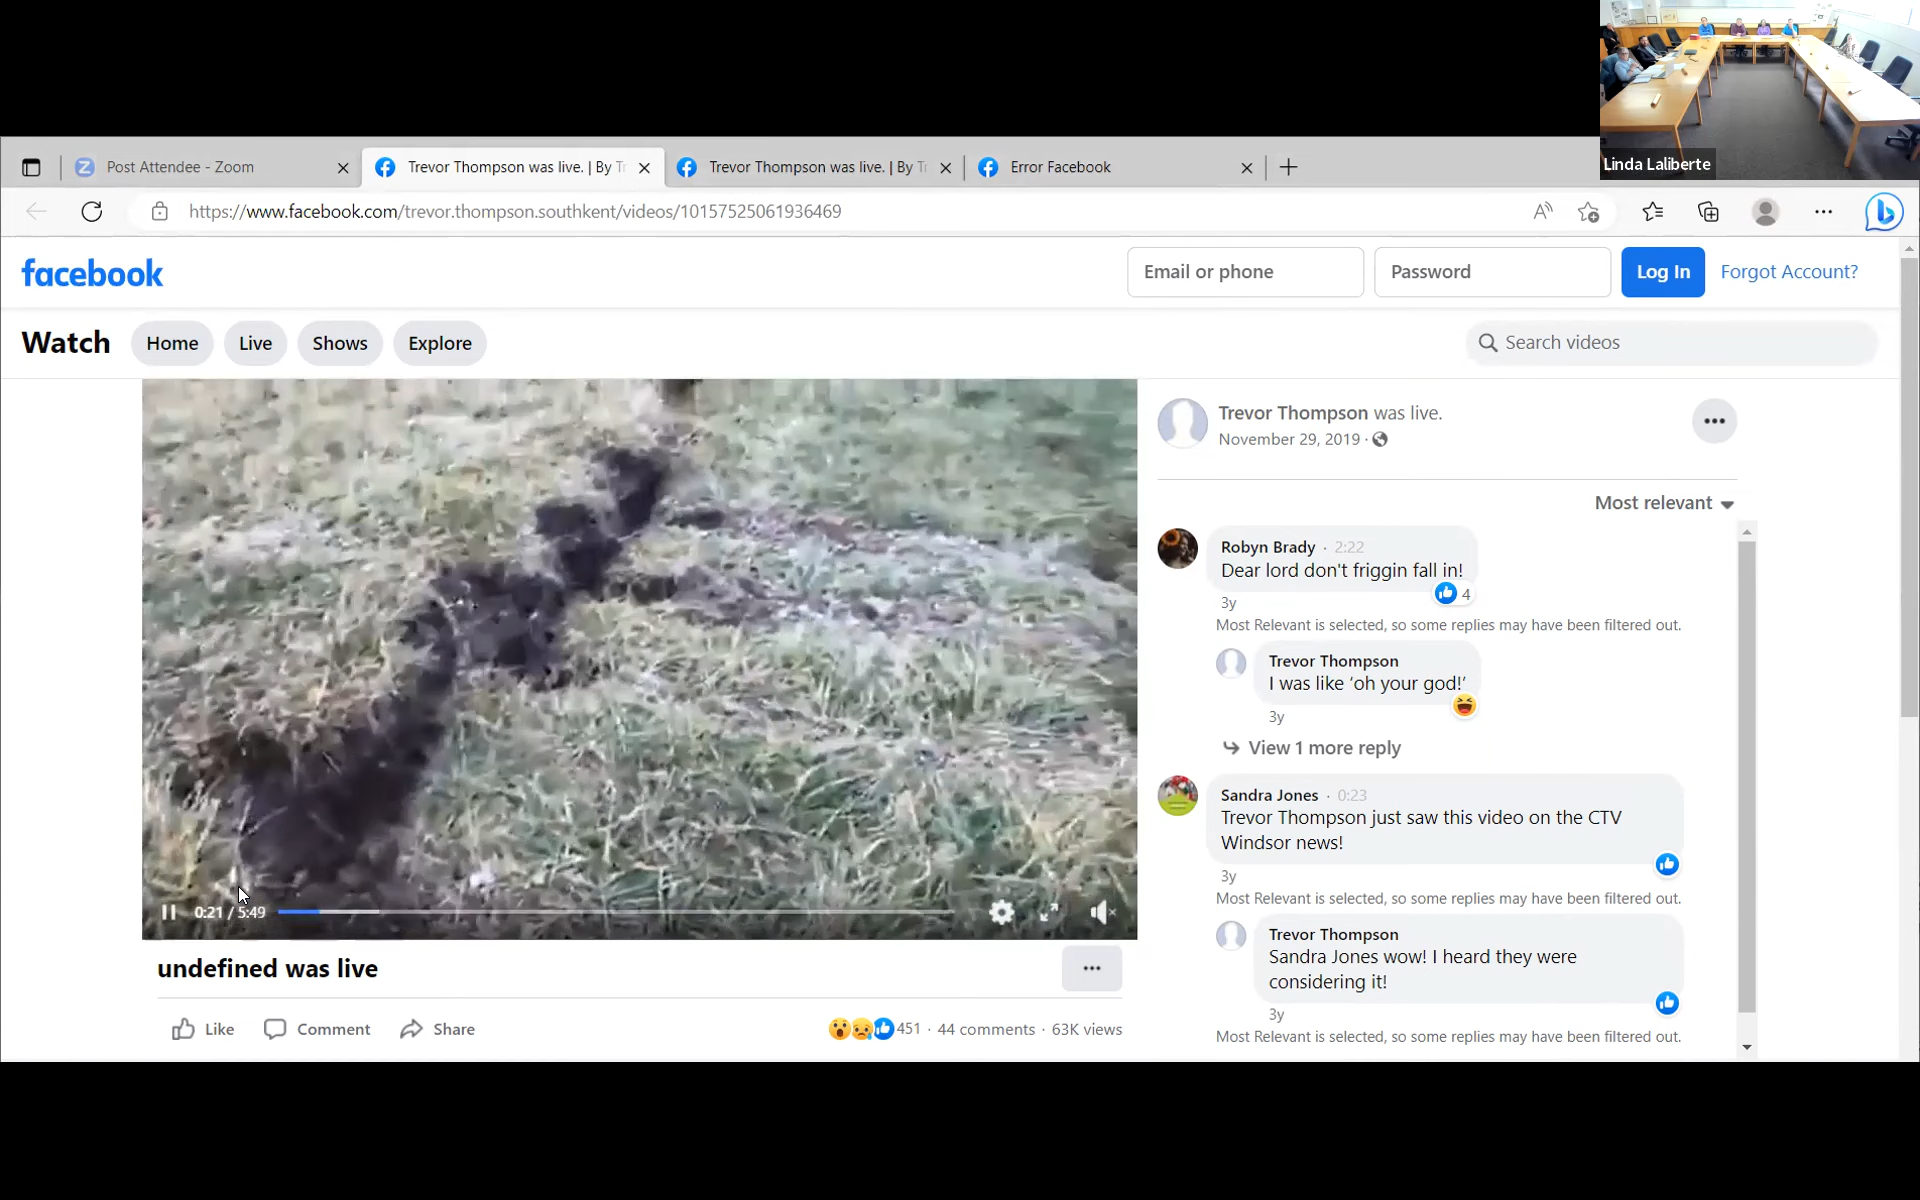 Linda Laliberte
Post Attendee - Zoom
Trevor Thompson was live. | By Tr
Trevor Thompson was live. | By Tr
Error Facebook
https://www.facebook.com/trevor.thompson.southkent/videos/10157525061936469
facebook
Email or phone
Password
Log In
Forgot Account?
Watch
Home
Live
Shows
Explore
Search videos
Trevor Thompson was live.
November 29, 2019 ·
Most relevant
Robyn Brady · 2:22
Dear lord don't friggin fall in!
4
3y
Most Relevant is selected, so some replies may have been filtered out.
Trevor Thompson
I was like ‘oh your god!’
3y
View 1 more reply
Sandra Jones · 0:23
Trevor Thompson just saw this video on the CTV
Windsor news!
3y
Most Relevant is selected, so some replies may have been filtered out.
Trevor Thompson
Sandra Jones wow! I heard they were
considering it!
3y
Most Relevant is selected, so some replies may have been filtered out.
0:21 / 5:49
undefined was live
Like
Comment
Share
451 · 44 comments · 63K views